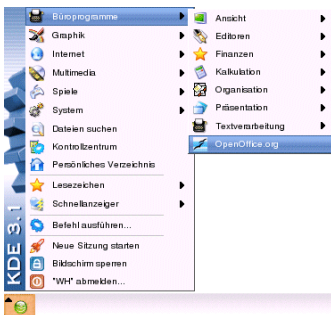 Büroprogramme
Graphik
Internet
Multimedia
Spiele
System
Dateien suchen
Kontrollzentrum
Persönliches Verzeichnis
Lesezeichen
Schnellanzeiger
Befehl ausführen...
Neue Sitzung starten
Bildschirm sperren
"WH" abmelden...
KDE 3.1
Ansicht
Editoren
Finanzen
Kalkulation
Organisation
Präsentation
Textverarbeitung
OpenOffice.org